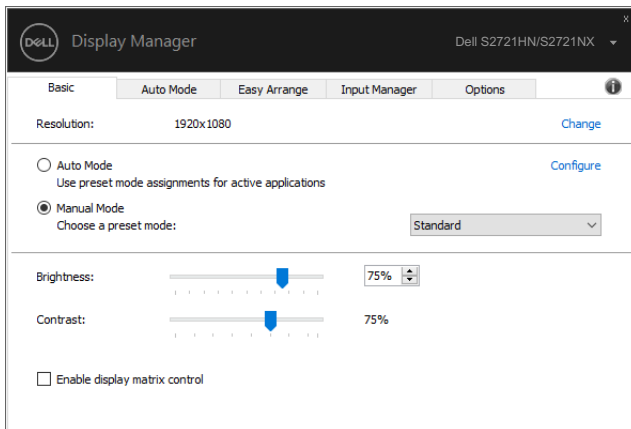 x
DELL Display Manager Dell S2721HN/S2721NX
Basic Auto Mode Easy Arrange Input Manager Options i
Resolution: 1920x1080 Change
Auto Mode Configure
Use preset mode assignments for active applications
Manual Mode
Choose a preset mode: Standard
Brightness: 75%
Contrast: 75%
Enable display matrix control